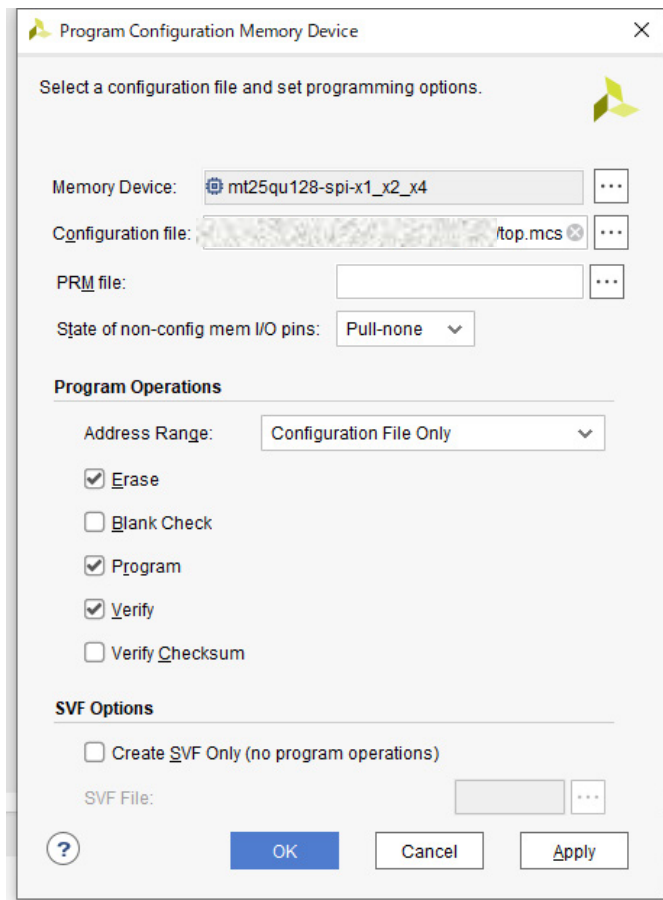 Program Configuration Memory Device
Select a configuration file and set programming options.
Memory Device: mt25qu128-spi-x1_x2_x4 ...
Configuration file: /top.mcs ...
PRM file: ...
State of non-config mem I/O pins: Pull-none
Program Operations
Address Range: Configuration File Only
Erase
Blank Check
Program
Verify
Verify Checksum
SVF Options
Create SVF Only (no program operations)
SVF File: ...
? OK Cancel Apply